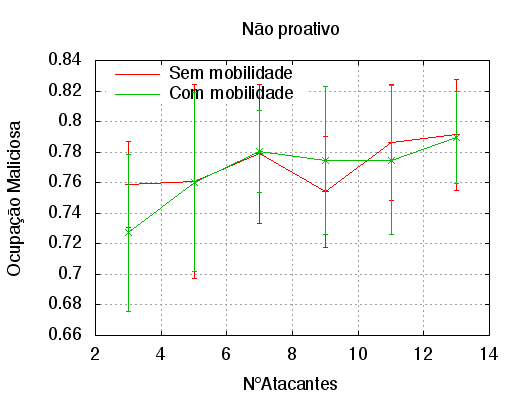 Não proativo
0.84
0.82
0.8
0.78
0.76
0.74
0.72
0.7
0.68
0.66
Ocupação Maliciosa
Sem mobilidade
Com mobilidade
2 4 6 8 10 12 14
N°Atacantes